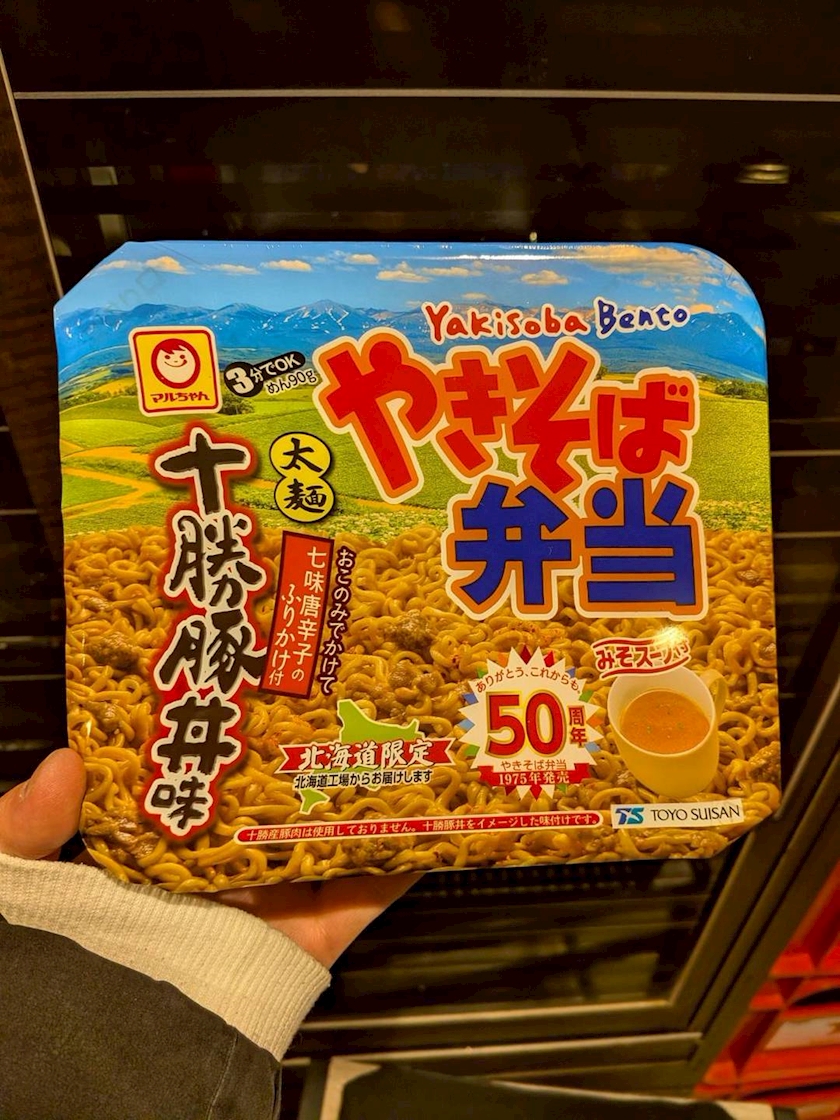 Yakisoba Bento
マルちゃん
3分でOK
めん90g
やきそば
弁当
太麺
十勝豚丼味
おこのみでかけて
七味唐辛子の
ふりかけ付
みそスープ付
ありがとう、これからも。
50周年
やきそば弁当
1975年発売
北海道限定
北海道工場からお届けします
十勝産豚肉は使用しておりません。十勝豚丼をイメージした味付けです。
TS TOYO SUISAN